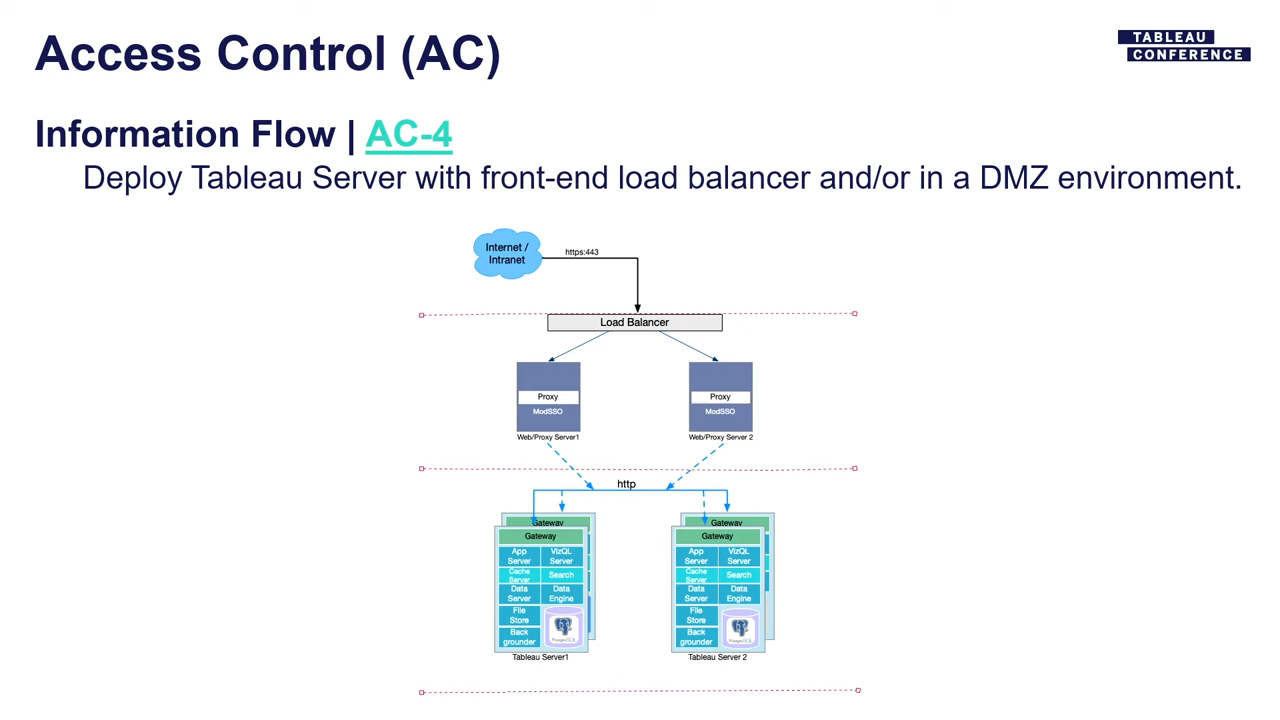 Access Control (AC)
TABLEAU
CONFERENCE
Information Flow | AC-4
Deploy Tableau Server with front-end load balancer and/or in a DMZ environment.
Internet /
Intranet
https:443
Load Balancer
Proxy
ModSSO
Web/Proxy Server1
Proxy
ModSSO
Web/Proxy Server 2
http
Gateway
Gateway
App
Server
VizQL
Server
Cache
Server
Search
Data
Server
Data
Engine
File
Store
PostgreSQL
Back
grounder
Tableau Server1
Gateway
Gateway
App
Server
VizQL
Server
Cache
Server
Search
Data
Server
Data
Engine
File
Store
PostgreSQL
Back
grounder
Tableau Server 2